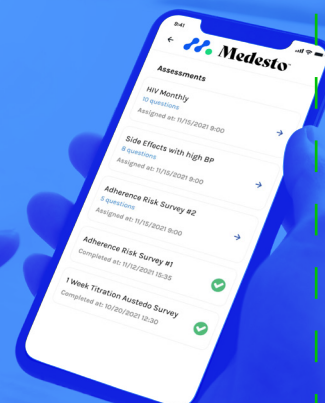 9:41
Medesto™
Assessments
HIV Monthly
10 questions
Assigned at: 11/15/2021 9:00
Side Effects with high BP
8 questions
Assigned at: 11/15/2021 9:00
Adherence Risk Survey #2
5 questions
Assigned at: 11/15/2021 9:00
Adherence Risk Survey #1
Completed at: 11/12/2021 15:35
1 Week Titration Austedo Survey
Completed at: 10/20/2021 12:30